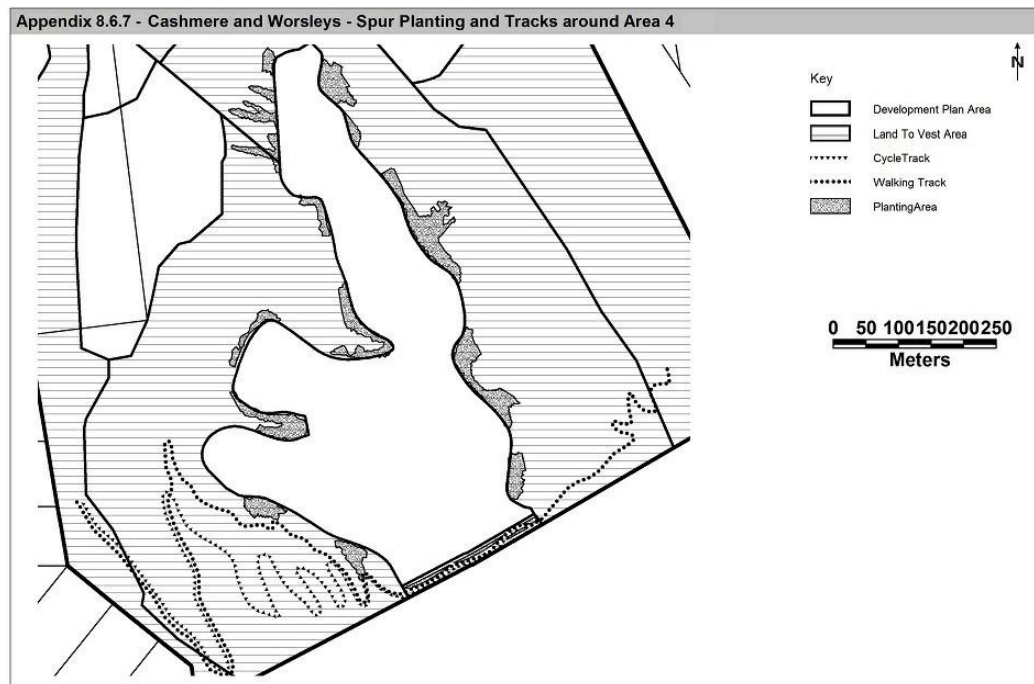 Appendix 8.6.7 - Cashmere and Worsleys - Spur Planting and Tracks around Area 4
N
Key
Development Plan Area
Land To Vest Area
CycleTrack
Walking Track
PlantingArea
0 50 100150200250
Meters